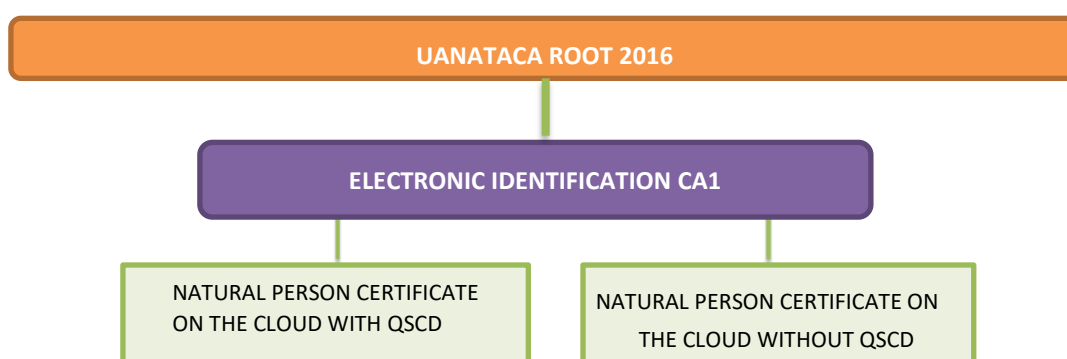 UANATACA ROOT 2016
ELECTRONIC IDENTIFICATION CA1
NATURAL PERSON CERTIFICATE
ON THE CLOUD WITH QSCD
NATURAL PERSON CERTIFICATE ON
THE CLOUD WITHOUT QSCD